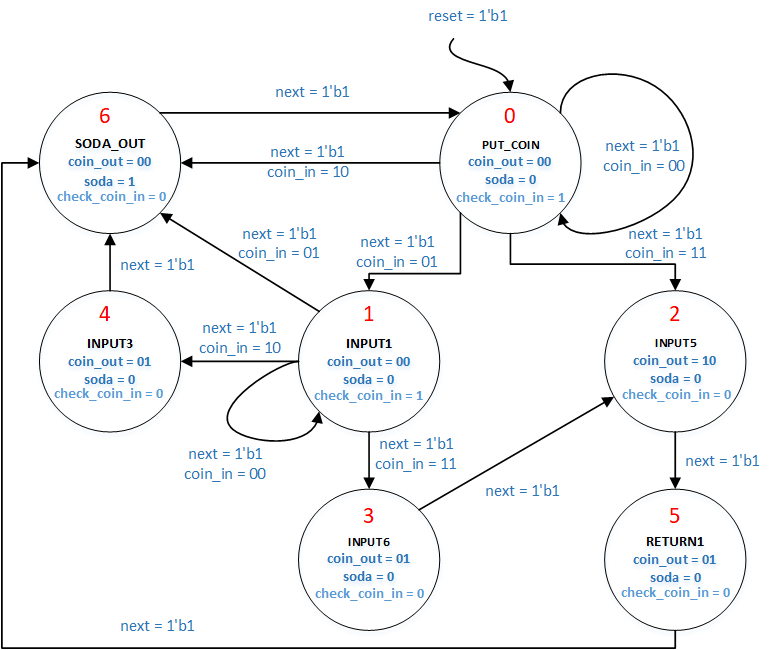 reset = 1'b1
next = 1'b1
6
SODA_OUT
coin_out = 00
soda = 1
check_coin_in = 0
next = 1'b1
coin_in = 10
0
PUT_COIN
coin_out = 00
soda = 0
check_coin_in = 1
next = 1'b1
coin_in = 00
next = 1'b1
coin_in = 01
next = 1'b1
coin_in = 01
next = 1'b1
coin_in = 11
next = 1'b1
4
INPUT3
coin_out = 01
soda = 0
check_coin_in = 0
next = 1'b1
coin_in = 10
1
INPUT1
coin_out = 00
soda = 0
check_coin_in = 1
2
INPUT5
coin_out = 10
soda = 0
check_coin_in = 0
next = 1'b1
coin_in = 00
next = 1'b1
coin_in = 11
next = 1'b1
next = 1'b1
3
INPUT6
coin_out = 01
soda = 0
check_coin_in = 0
5
RETURN1
coin_out = 01
soda = 0
check_coin_in = 0
next = 1'b1